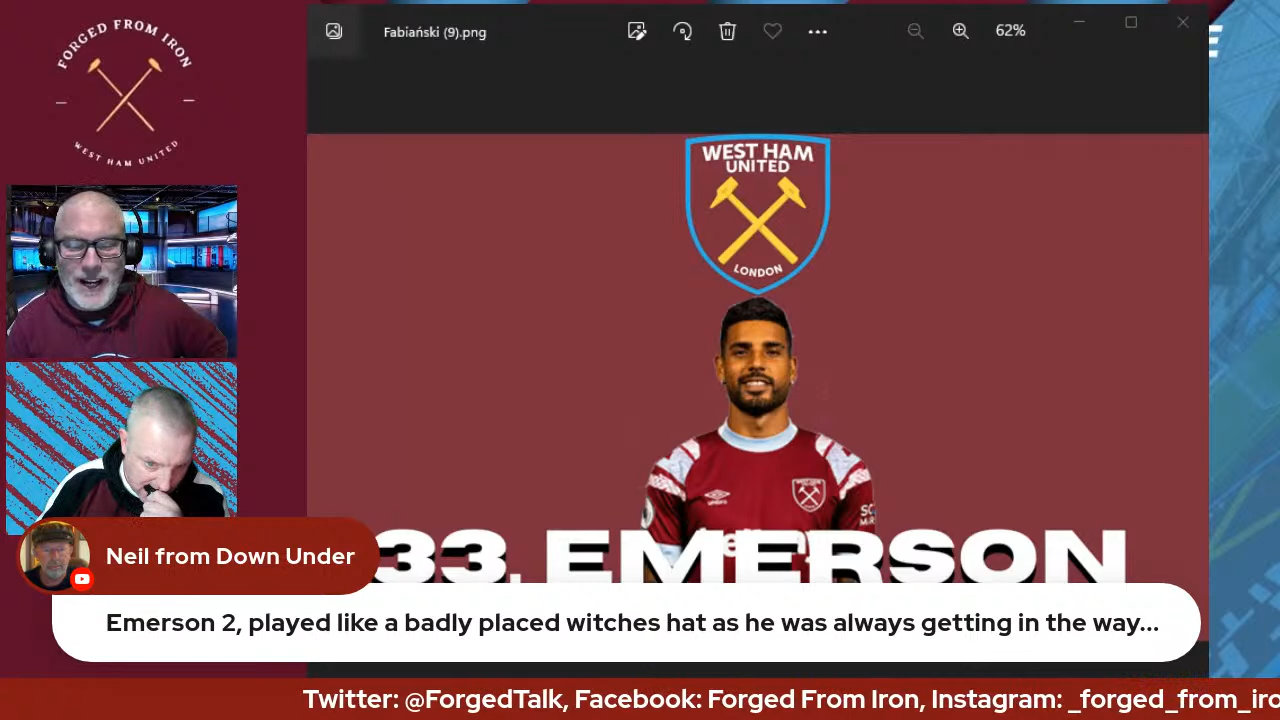 FORGED FROM IRON
WEST HAM UNITED
Fabiański (9).png
62%
WEST HAM
UNITED
LONDON
33. EMERSON
Neil from Down Under
Emerson 2, played like a badly placed witches hat as he was always getting in the way...
Twitter: @ForgedTalk, Facebook: Forged From Iron, Instagram: _forged_from_iro